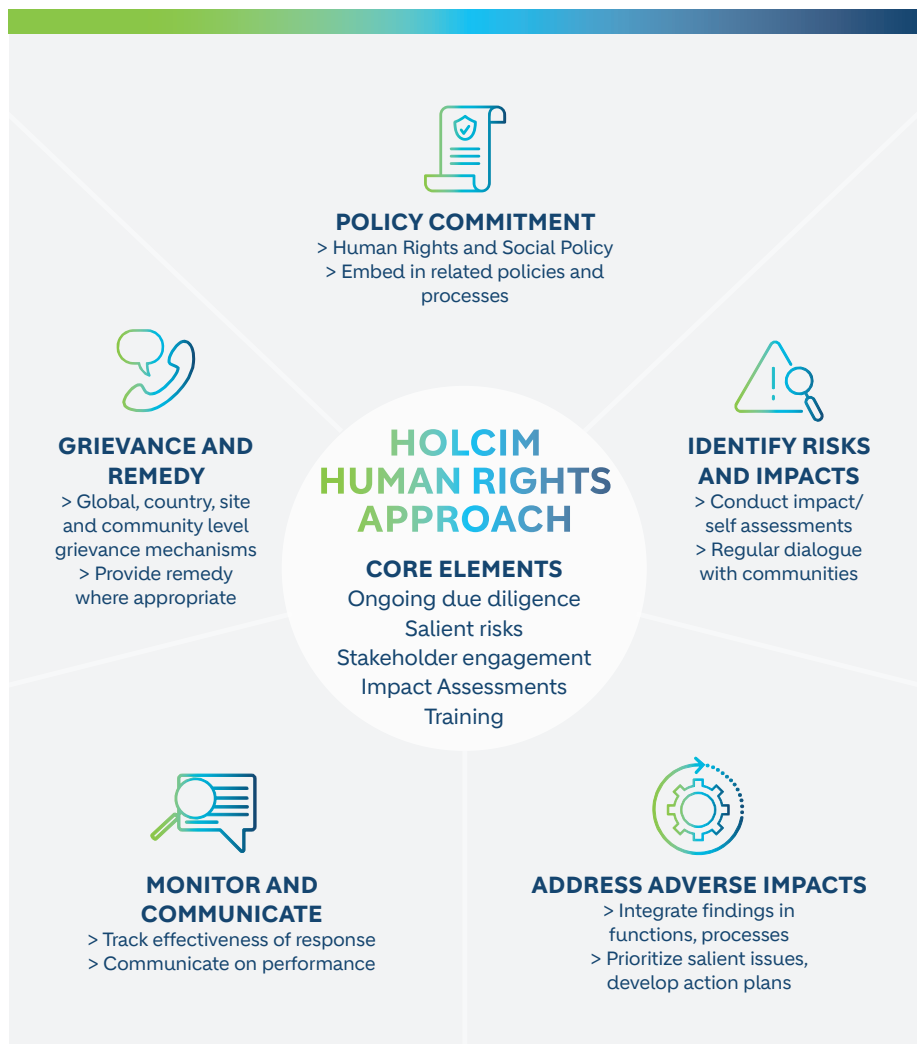 POLICY COMMITMENT
> Human Rights and Social Policy
> Embed in related policies and
processes
GRIEVANCE AND
REMEDY
> Global, country, site
and community level
grievance mechanisms
> Provide remedy
where appropriate
HOLCIM
HUMAN RIGHTS
APPROACH
CORE ELEMENTS
Ongoing due diligence
Salient risks
Stakeholder engagement
Impact Assessments
Training
IDENTIFY RISKS
AND IMPACTS
> Conduct impact/
self assessments
> Regular dialogue
with communities
MONITOR AND
COMMUNICATE
> Track effectiveness of response
> Communicate on performance
ADDRESS ADVERSE IMPACTS
> Integrate findings in
functions, processes
> Prioritize salient issues,
develop action plans